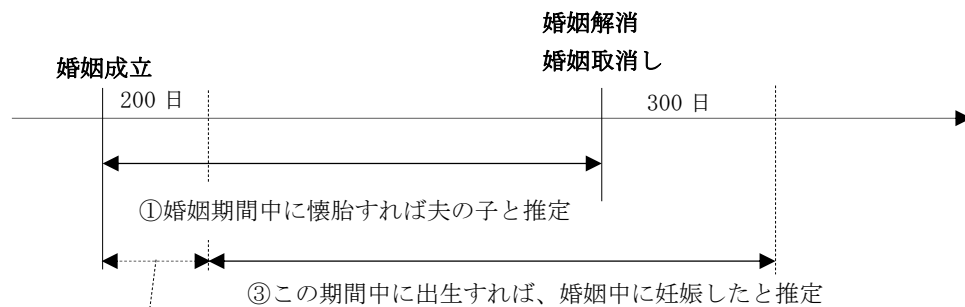 婚姻解消
婚姻取消し
婚姻成立
200 日
300 日
①婚姻期間中に懐胎すれば夫の子と推定
③この期間中に出生すれば、婚姻中に妊娠したと推定